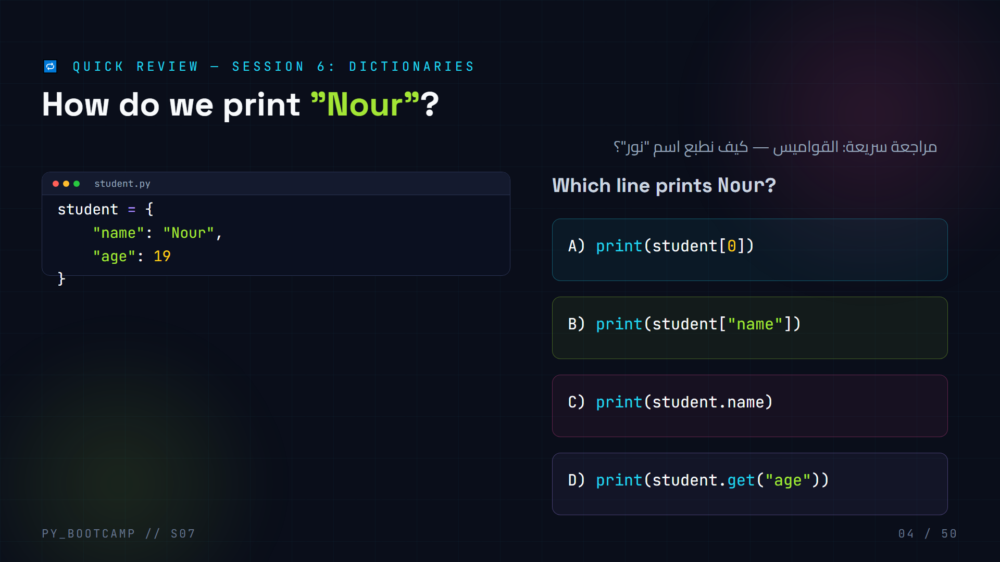 🔁 QUICK REVIEW — SESSION 6: DICTIONARIES
How do we print ”Nour”?
مراجعة سريعة: القواميس — كيف نطبع اسم "نور"؟
student.py
student = {
    "name": "Nour",
    "age": 19
}
Which line prints Nour?
A) print(student[0])
B) print(student["name"])
C) print(student.name)
D) print(student.get("age"))
PY_BOOTCAMP // S07
04 / 50